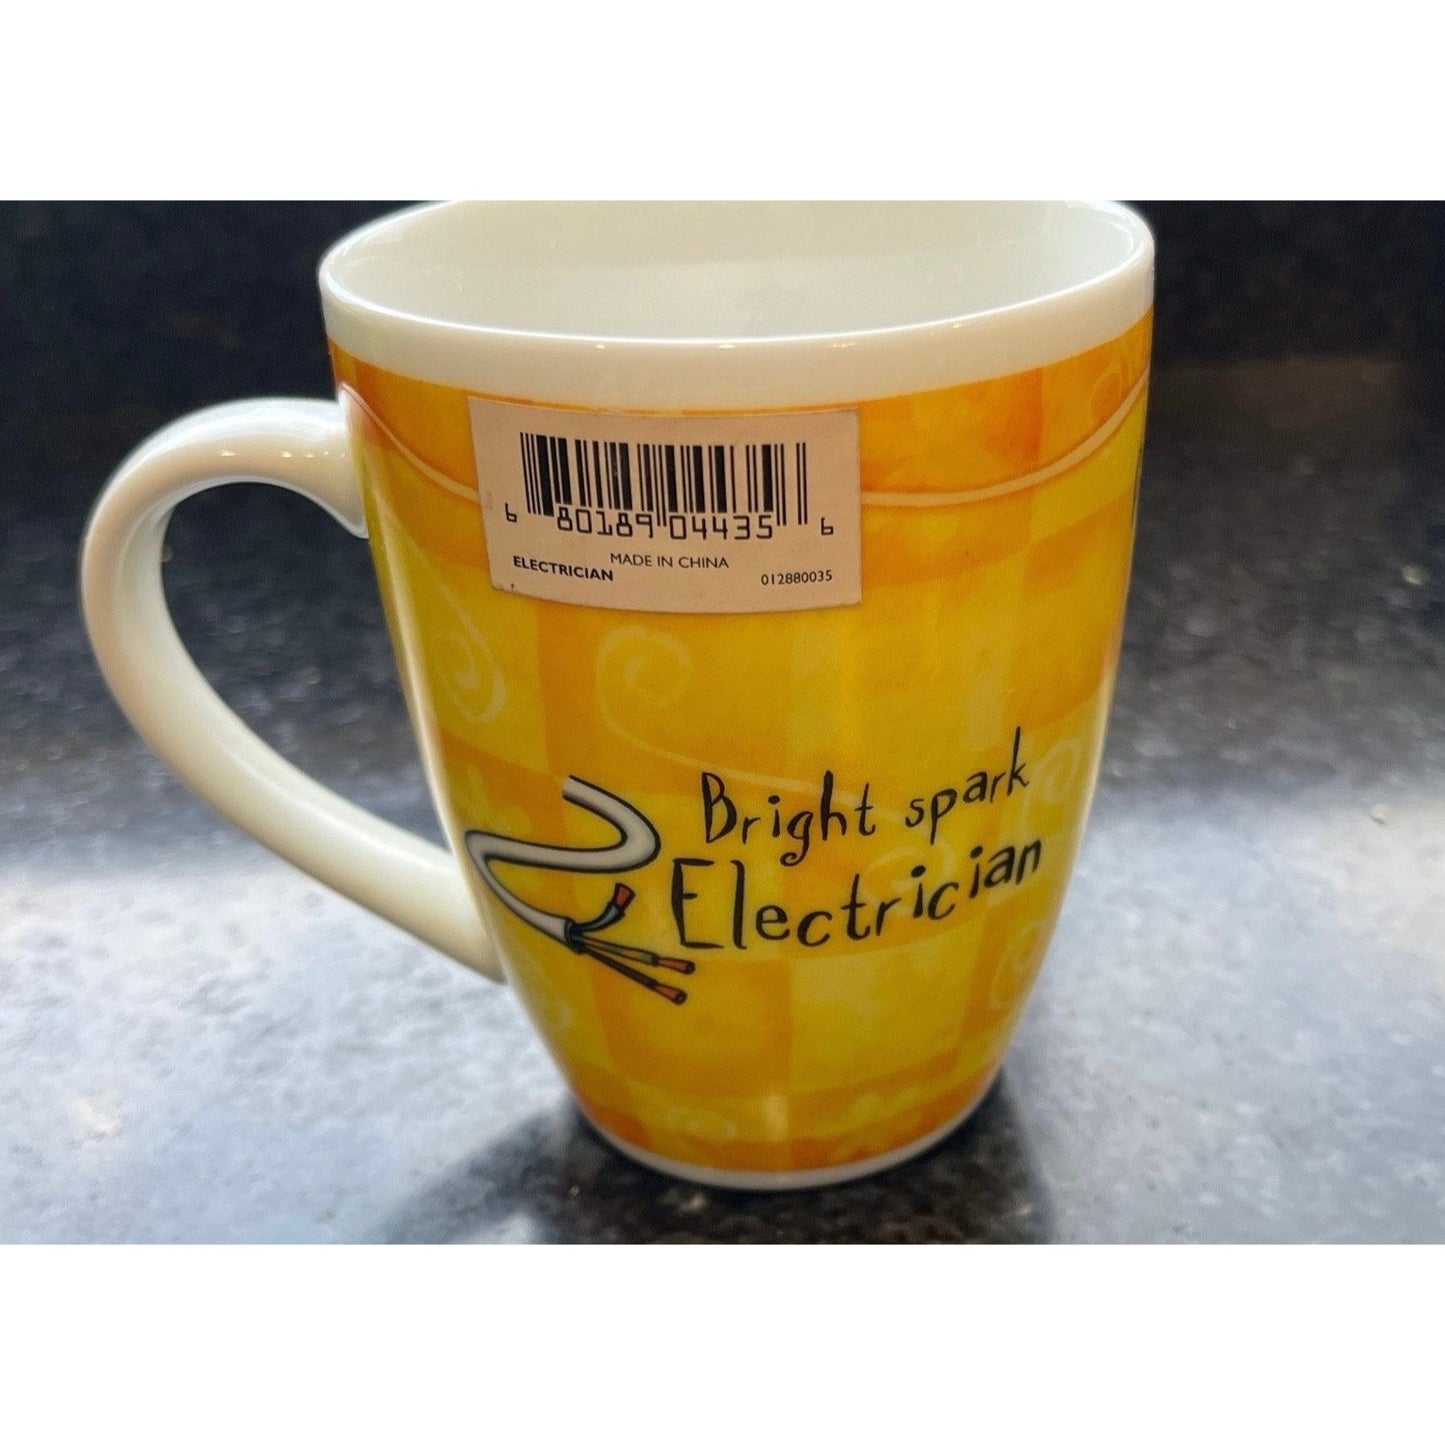 6 80189 04435 6
MADE IN CHINA
ELECTRICIAN 012880035
Bright spark
Electrician